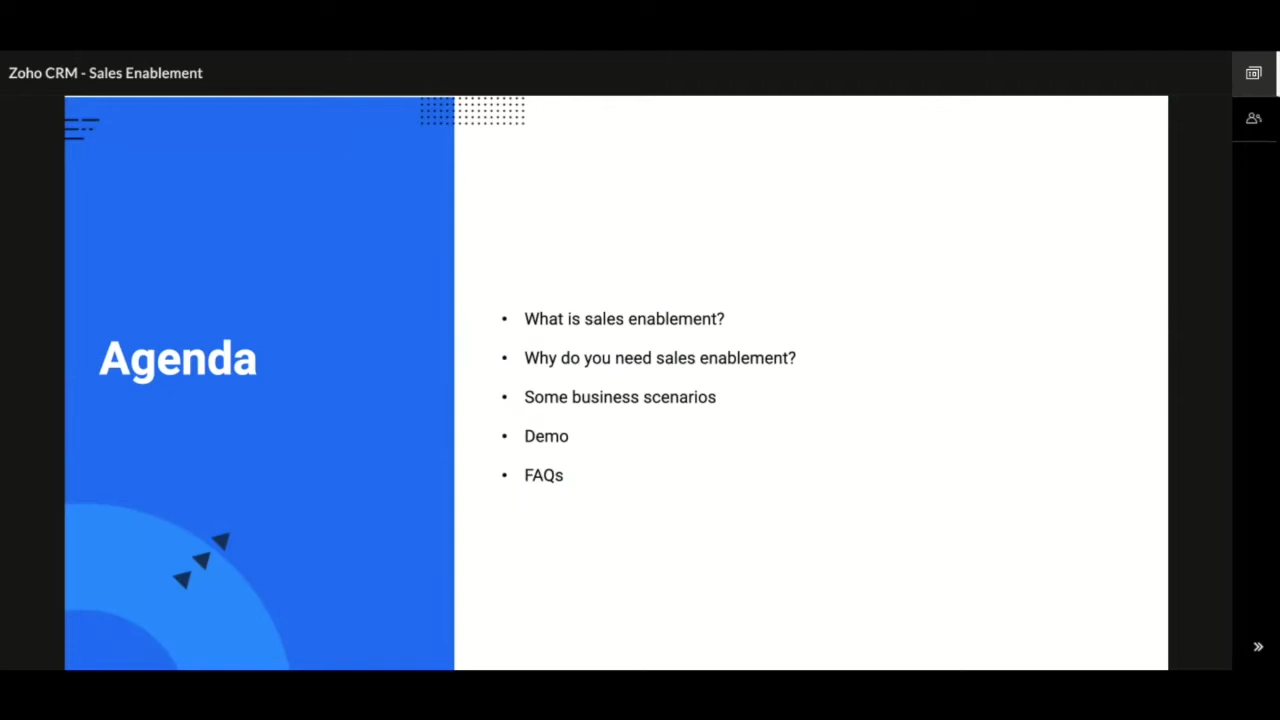 Zoho CRM - Sales Enablement
Agenda
• What is sales enablement?
• Why do you need sales enablement?
• Some business scenarios
• Demo
• FAQs